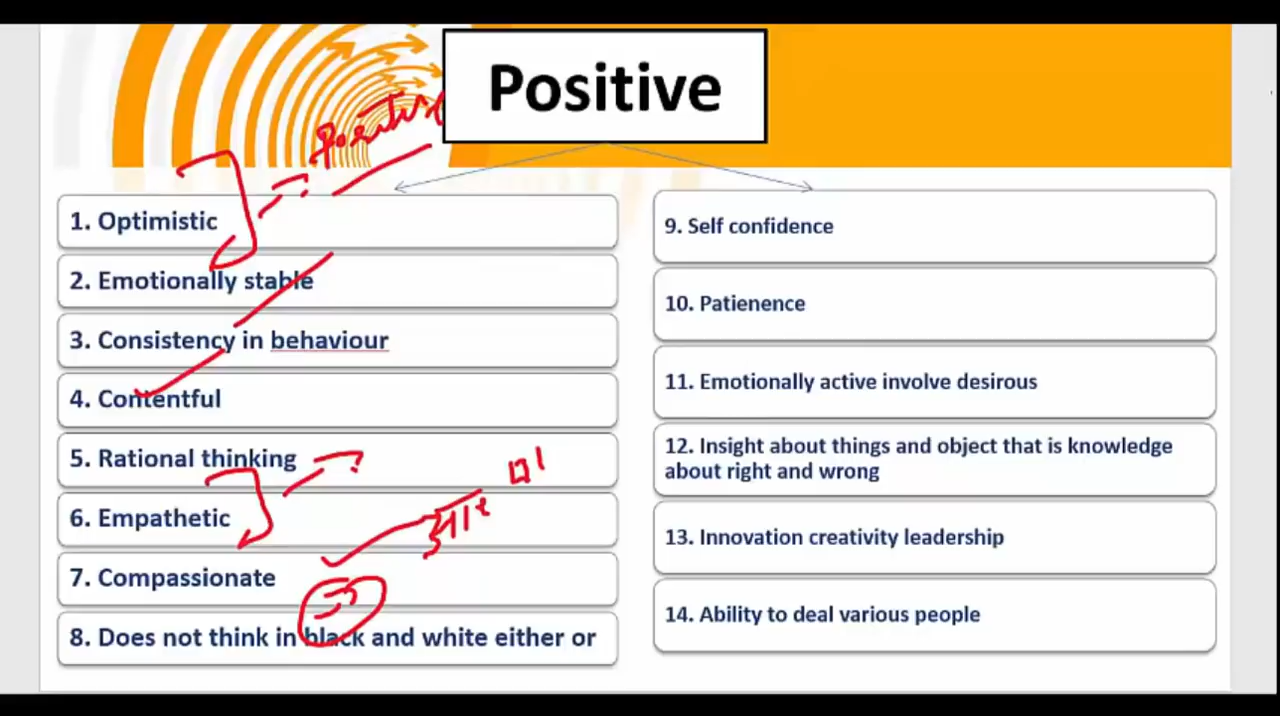 Positive
positive
1. Optimistic
2. Emotionally stable
3. Consistency in behaviour
4. Contentful
5. Rational thinking
6. Empathetic
7. Compassionate
8. Does not think in black and white either or
9. Self confidence
10. Patienence
11. Emotionally active involve desirous
12. Insight about things and object that is knowledge
about right and wrong
13. Innovation creativity leadership
14. Ability to deal various people